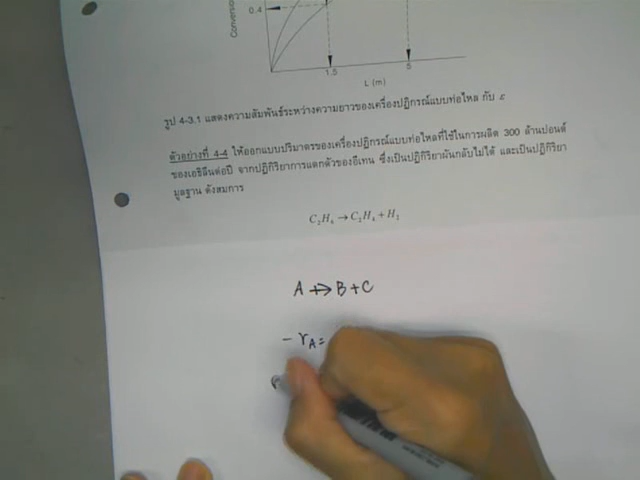 Conversio
0.4
1.5 5
L (m)
รูป 4-3.1 แสดงความสัมพันธ์ระหว่างความยาวของเครื่องปฏิกรณ์แบบท่อไหล กับ ε
ตัวอย่างที่ 4-4 ให้ออกแบบปริมาตรของเครื่องปฏิกรณ์แบบท่อไหลที่ใช้ในการผลิต 300 ล้านปอนด์
ของเอธิลีนต่อปี จากปฏิกิริยาการแตกตัวของอีเทน ซึ่งเป็นปฏิกิริยาผันกลับไม่ได้ และเป็นปฏิกิริยา
มูลฐาน ดังสมการ
C₂H₆ → C₂H₄ + H₂
A → B + C
- r_A =